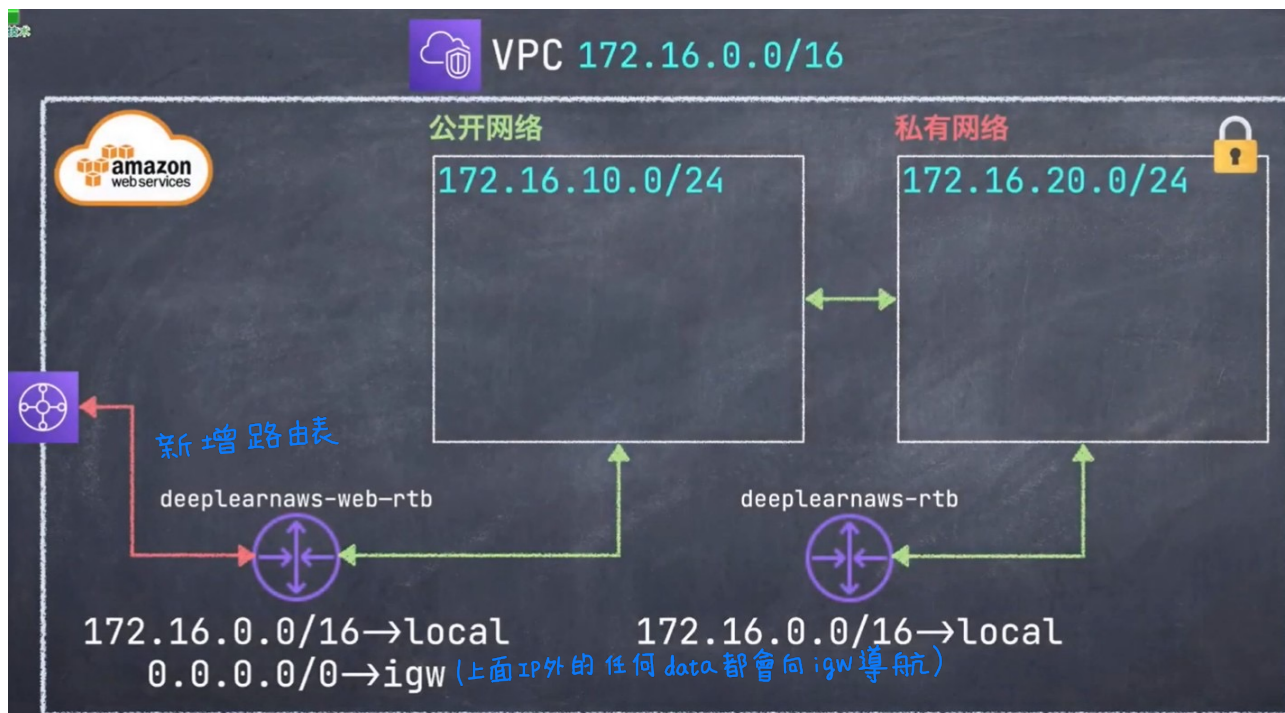 技术
VPC 172.16.0.0/16
amazon
web services
公开网络
私有网络
172.16.10.0/24
172.16.20.0/24
新增路由表
deeplearnaws-web-rtb
deeplearnaws-rtb
172.16.0.0/16→local
172.16.0.0/16→local
0.0.0.0/0→igw (上面IP外的任何data都會向igw導航)